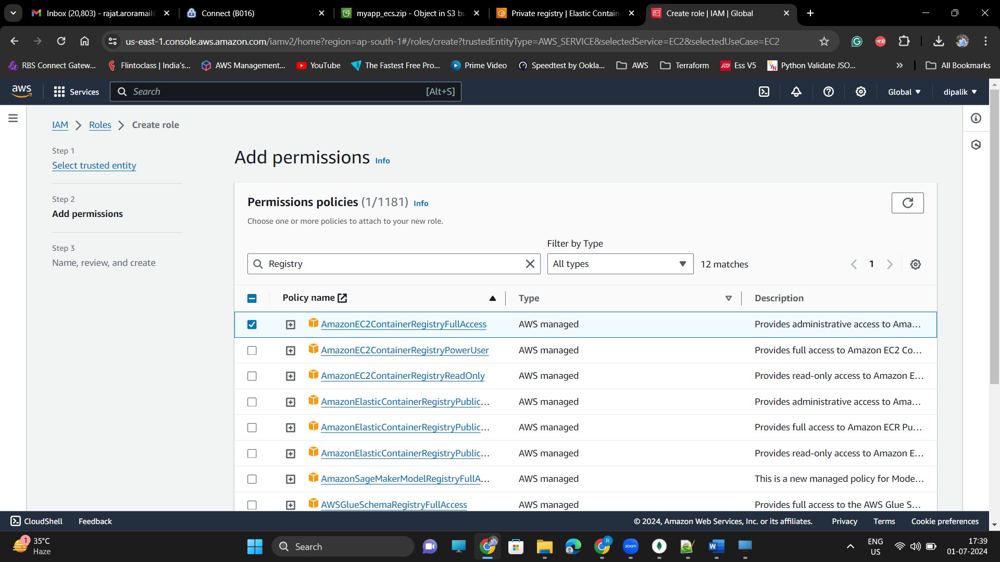 Inbox (20,803) - rajat.aroramail
Connect (B016)
myapp_ecs.zip - Object in S3 bu
Private registry | Elastic Contain
Create role | IAM | Global
us-east-1.console.aws.amazon.com/iamv2/home?region=ap-south-1#/roles/create?trustedEntityType=AWS_SERVICE&selectedService=EC2&selectedUseCase=EC2
RBS Connect Gatew...
Flintoclass | India's...
AWS Management...
YouTube
The Fastest Free Pro...
Prime Video
Speedtest by Ookla...
AWS
Terraform
Ess V5
Python Validate JSO...
All Bookmarks
aws
Services
Search
[Alt+S]
Global
dipalik
IAM
Roles
Create role
Step 1
Select trusted entity
Step 2
Add permissions
Step 3
Name, review, and create
Add permissions Info
Permissions policies (1/1181) Info
Choose one or more policies to attach to your new role.
Filter by Type
Registry
All types
12 matches
1
Policy name
Type
Description
AmazonEC2ContainerRegistryFullAccess AWS managed Provides administrative access to Ama...
AmazonEC2ContainerRegistryPowerUser AWS managed Provides full access to Amazon EC2 Co...
AmazonEC2ContainerRegistryReadOnly AWS managed Provides read-only access to Amazon E...
AmazonElasticContainerRegistryPublic... AWS managed Provides administrative access to Ama...
AmazonElasticContainerRegistryPublic... AWS managed Provides full access to Amazon ECR Pu...
AmazonElasticContainerRegistryPublic... AWS managed Provides read-only access to Amazon E...
AmazonSageMakerModelRegistryFullA... AWS managed This is a new managed policy for Mode...
AWSGlueSchemaRegistryFullAccess AWS managed Provides full access to the AWS Glue S...
CloudShell
Feedback
© 2024, Amazon Web Services, Inc. or its affiliates.
Privacy
Terms
Cookie preferences
1
35°C
Haze
Search
R
zoom
W
ENG
US
17:39
01-07-2024